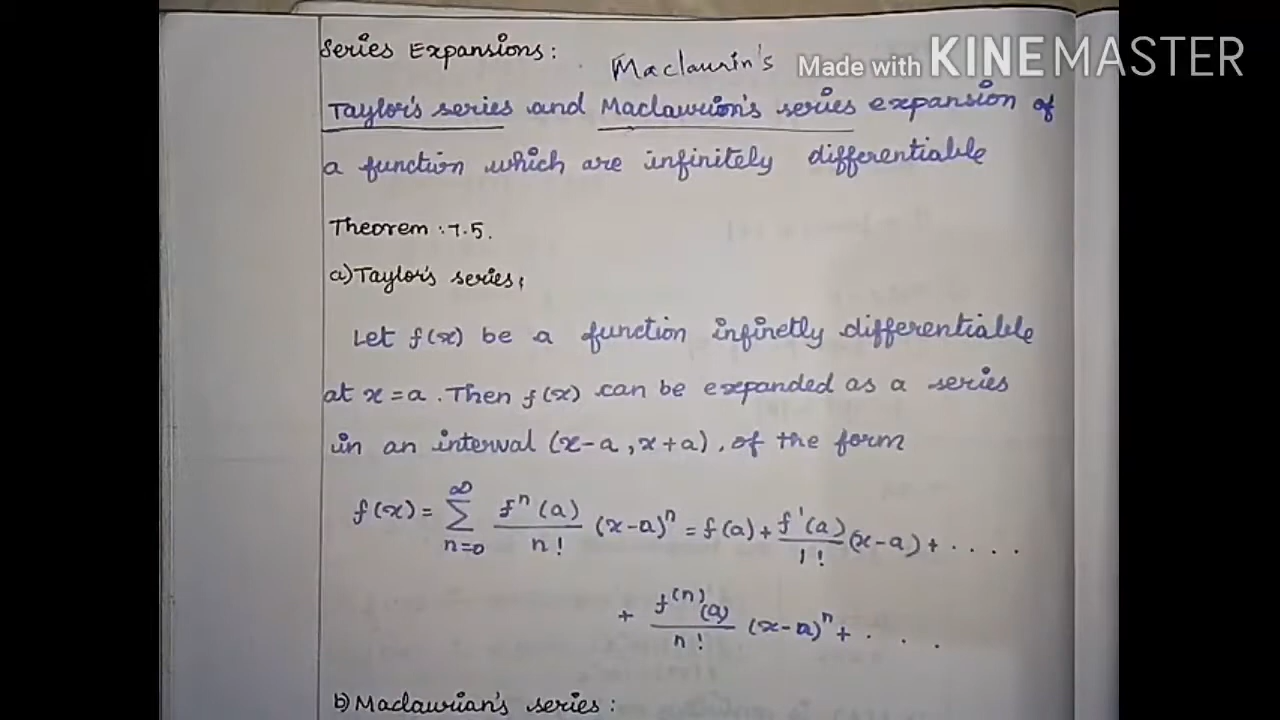 Series Expansions:
Maclaurin's
Made with KINEMASTER
Taylor's series and Maclaurion's series expansion of
a function which are infinitely differentiable
Theorem :7.5.
a) Taylor's series;
Let f(x) be a function infinetly differentiable
at x=a. Then f(x) can be expanded as a series
in an interval (x-a, x+a), of the form
f(x) = ∞ Σ n=0 fⁿ(a) / n! (x-a)ⁿ = f(a) + f'(a) / 1! (x-a) + . . . .
+ f⁽ⁿ⁾(a) / n! (x-a)ⁿ + . . .
b) Maclaurian's series: